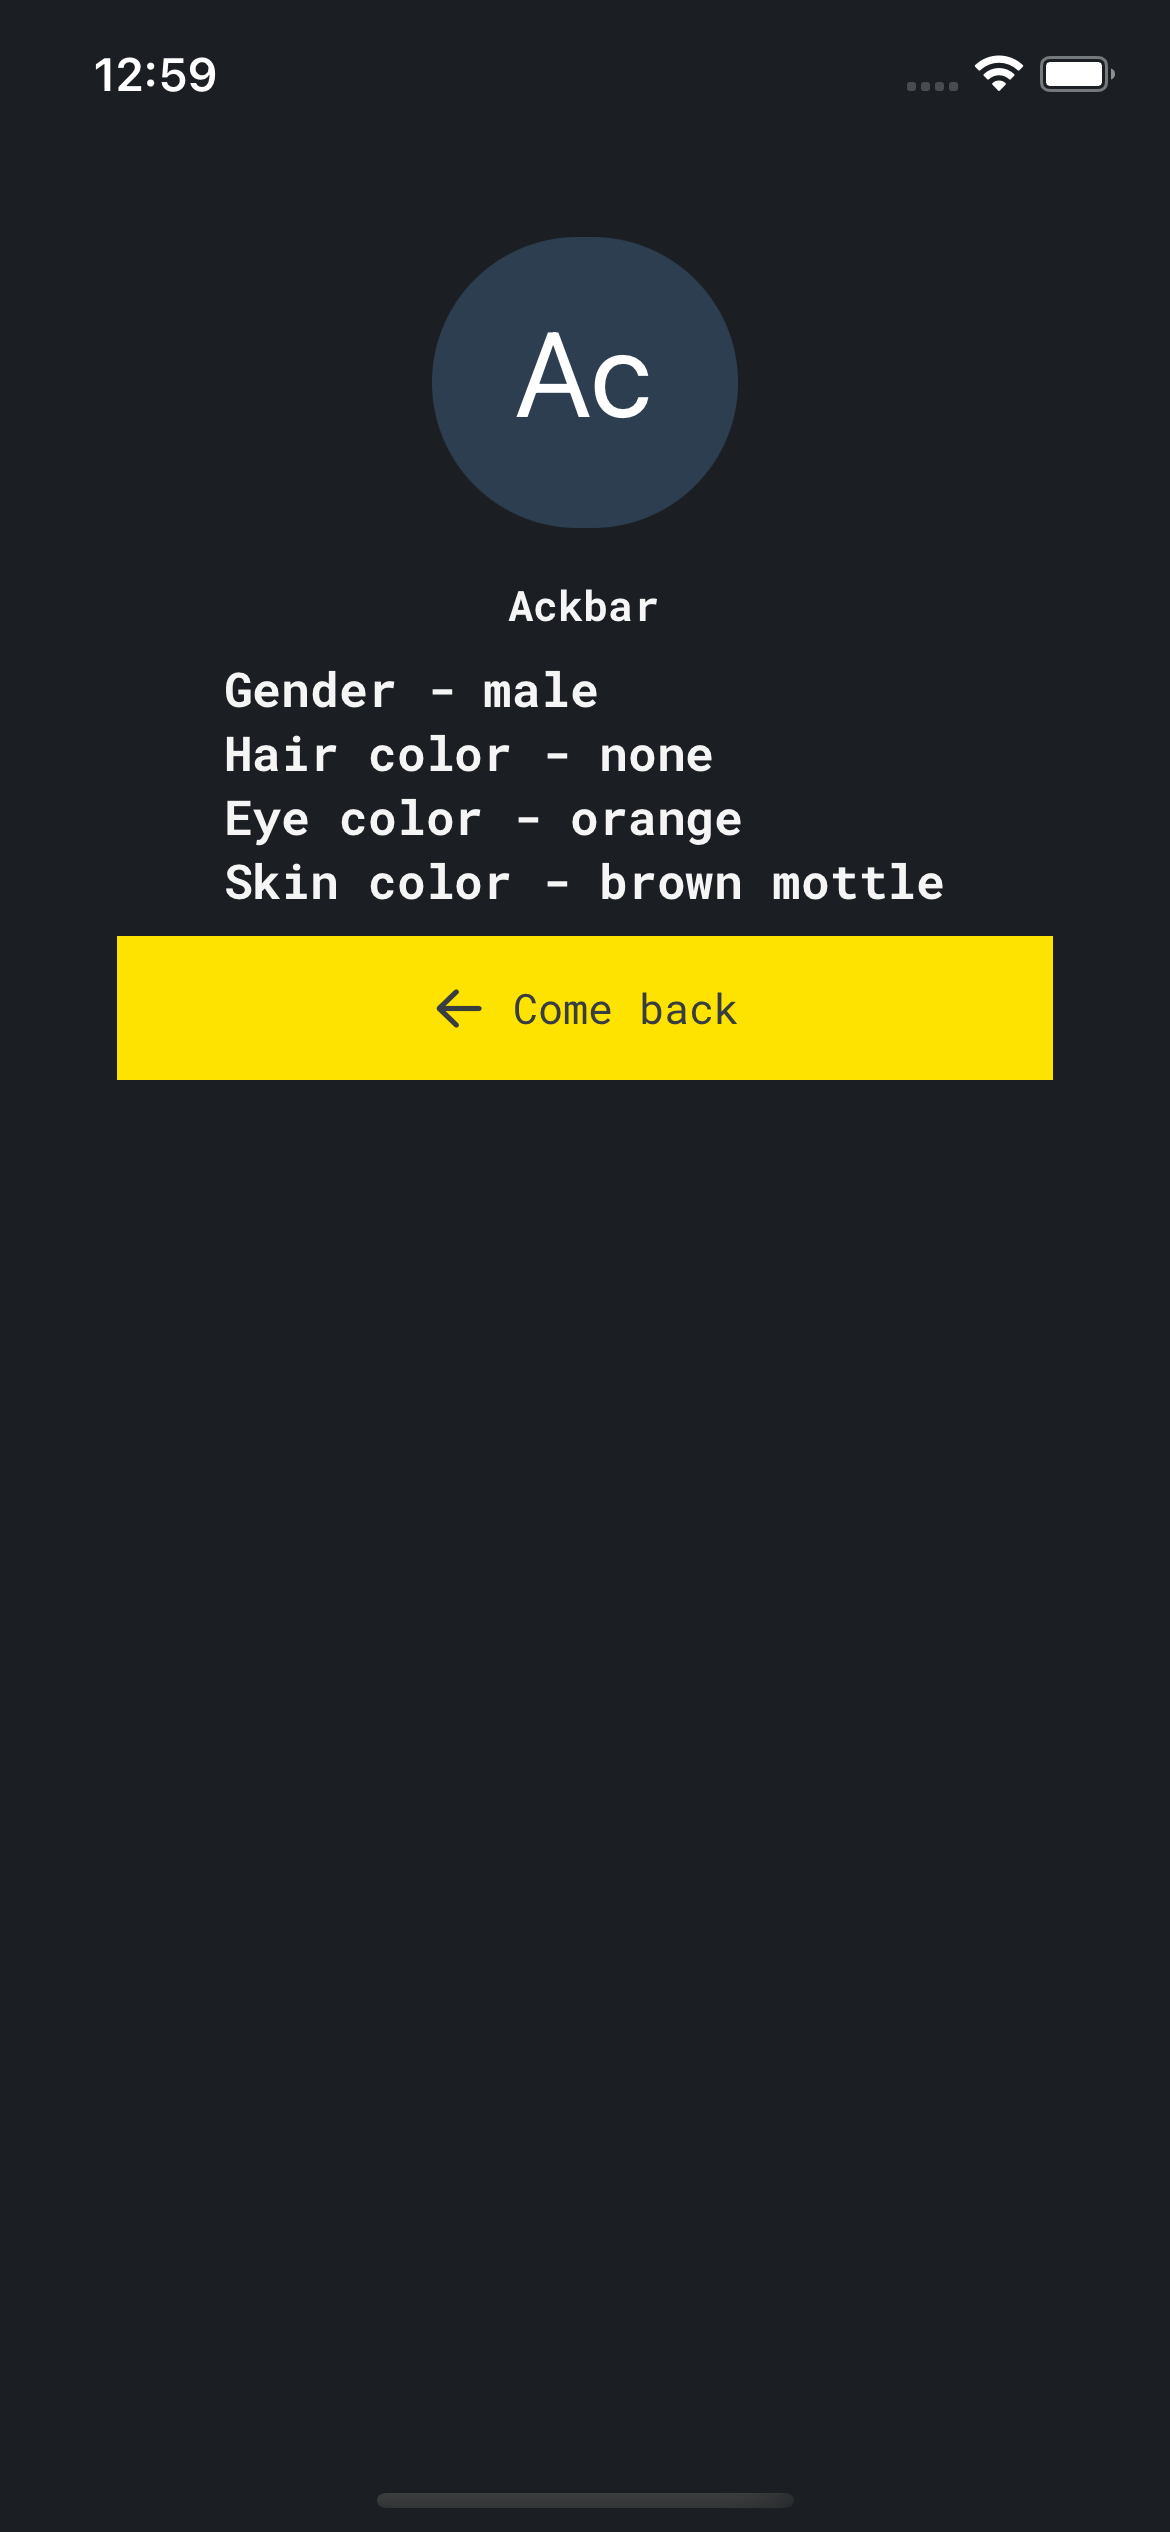 12:59
Ac
Ackbar
Gender - male
Hair color - none
Eye color - orange
Skin color - brown mottle
Come back